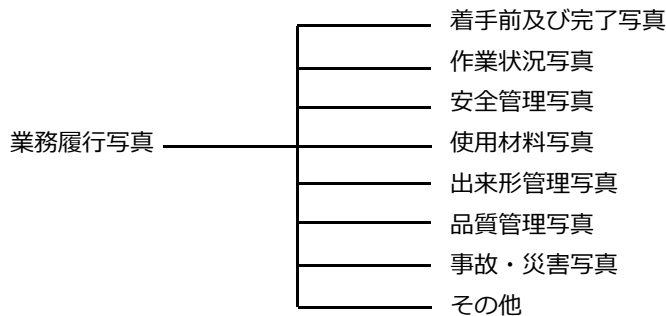 着手前及び完了写真
作業状況写真
安全管理写真
業務履行写真
使用材料写真
出来形管理写真
品質管理写真
事故・災害写真
その他